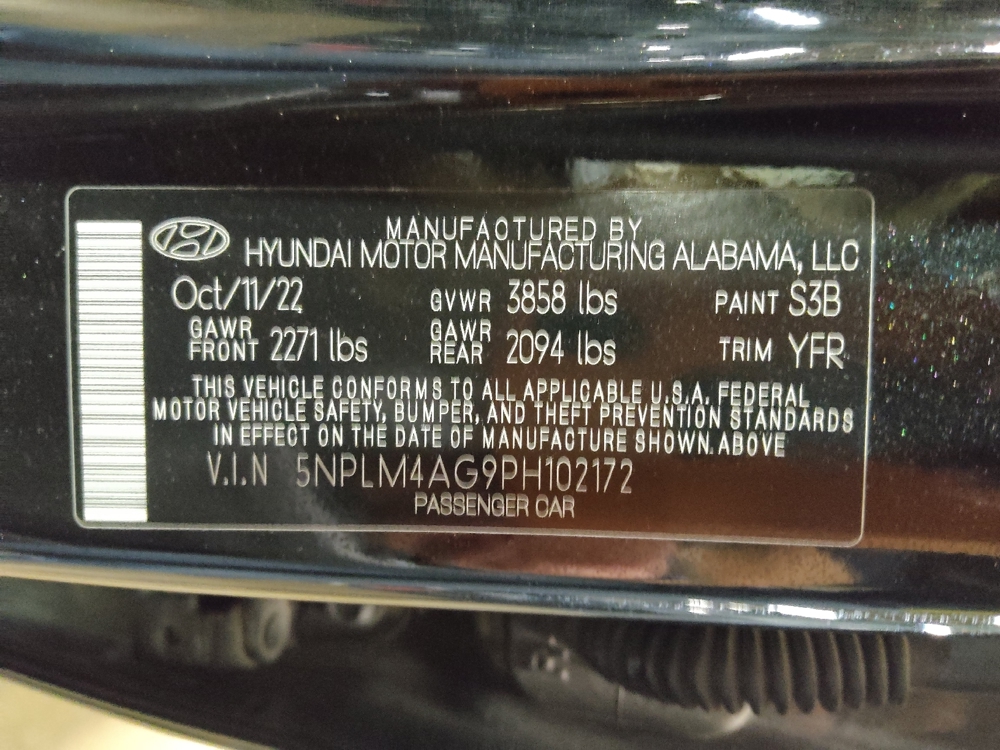 MANUFACTURED BY
HYUNDAI MOTOR MANUFACTURING ALABAMA, LLC
Oct/11/22 GVWR 3858 lbs PAINT S3B
GAWR FRONT 2271 lbs GAWR REAR 2094 lbs TRIM YFR
THIS VEHICLE CONFORMS TO ALL APPLICABLE U.S.A. FEDERAL
MOTOR VEHICLE SAFETY, BUMPER, AND THEFT PREVENTION STANDARDS
IN EFFECT ON THE DATE OF MANUFACTURE SHOWN ABOVE
V.I.N 5NPLM4AG9PH102172
PASSENGER CAR